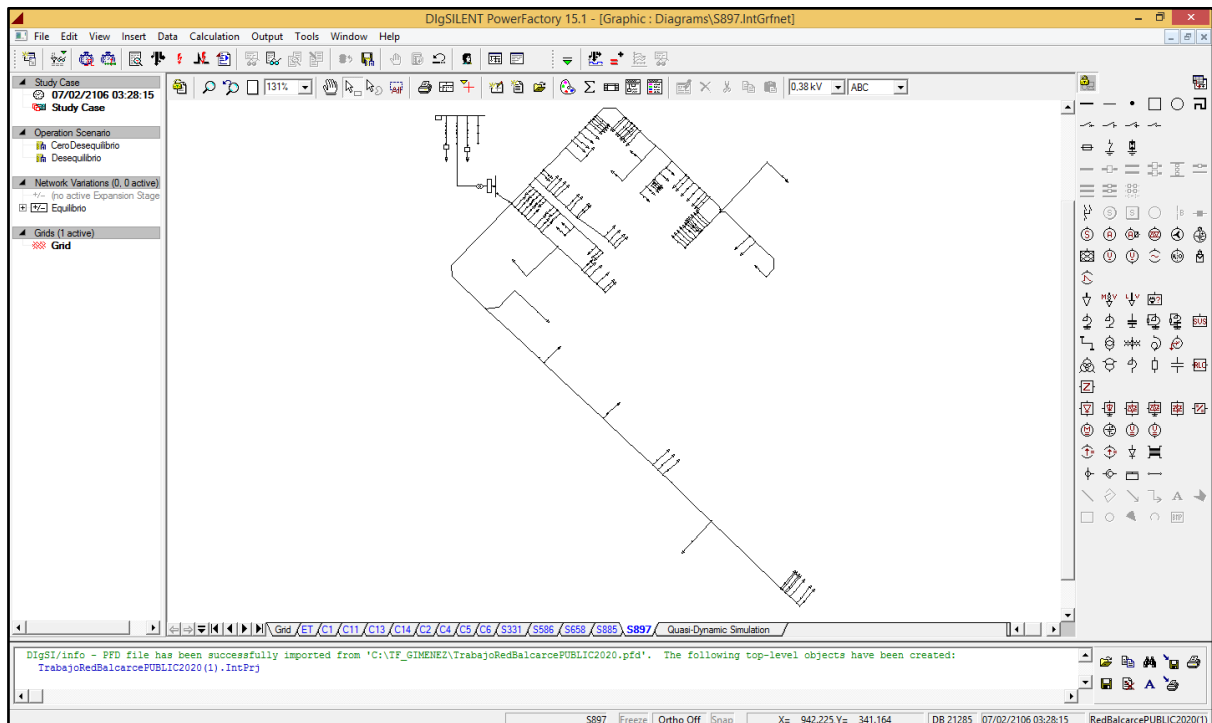 DIgSILENT PowerFactory 15.1 - [Graphic : Diagrams\S897.IntGrfnet]
File Edit View Insert Data Calculation Output Tools Window Help
Study Case
07/02/2106 03:28:15
Study Case
Operation Scenario
CeroDesequilibrio
Desequilibrio
Network Variations (0, 0 active)
(no active Expansion Stage
Equilibrio
Grids (1 active)
Grid
131%
0,38 kV
ABC
Grid ET C1 C11 C13 C14 C2 C4 C5 C6 S331 S586 S658 S885 S897 Quasi-Dynamic Simulation
DIgSI/info - PFD file has been successfully imported from 'C:\TF_GIMENEZ\TrabajoRedBalcarcePUBLIC2020.pfd'. The following top-level objects have been created:
TrabajoRedBalcarcePUBLIC2020(1).IntPrj
S897 Freeze Ortho Off Snap X= 942,225 Y= 341,164 DB 21285 07/02/2106 03:28:15 RedBalcarcePUBLIC2020(1)